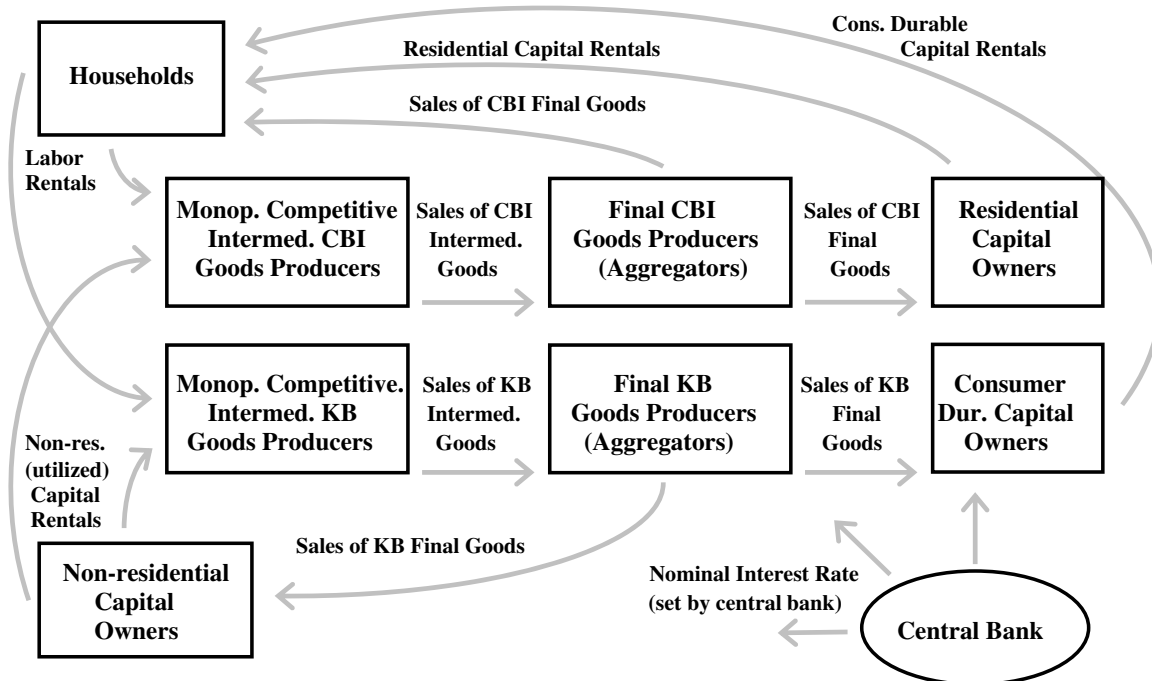 Cons. Durable
Capital Rentals
Residential Capital Rentals
Households
Sales of CBI Final Goods
Labor
Rentals
Monop. Competitive
Intermed. CBI
Goods Producers
Sales of CBI
Intermed.
Goods
Final CBI
Goods Producers
(Aggregators)
Sales of CBI
Final
Goods
Residential
Capital
Owners
Monop. Competitive.
Intermed. KB
Goods Producers
Sales of KB
Intermed.
Goods
Final KB
Goods Producers
(Aggregators)
Sales of KB
Final
Goods
Consumer
Dur. Capital
Owners
Non-res.
(utilized)
Capital
Rentals
Sales of KB Final Goods
Non-residential
Capital
Owners
Nominal Interest Rate
(set by central bank)
Central Bank